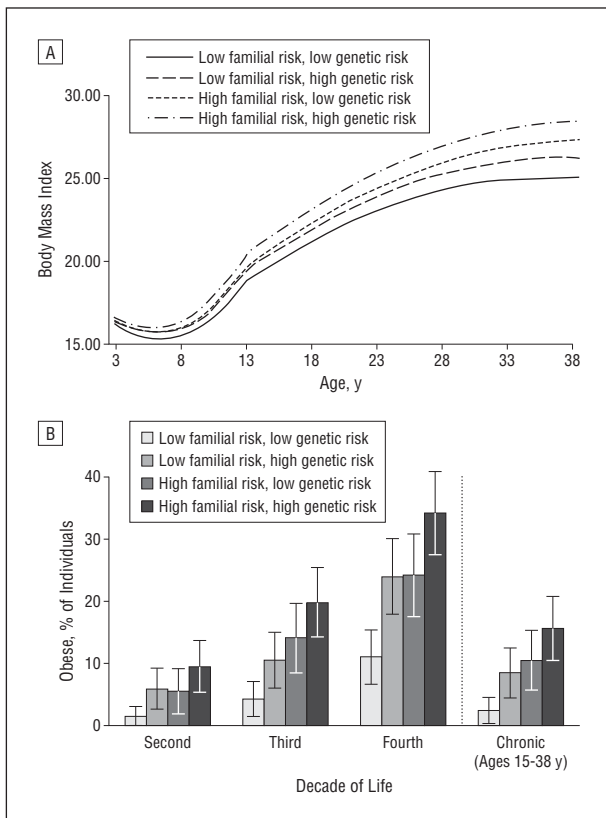 A
Low familial risk, low genetic risk
Low familial risk, high genetic risk
High familial risk, low genetic risk
High familial risk, high genetic risk
30.00
25.00
20.00
15.00
Body Mass Index
3 8 13 18 23 28 33 38
Age, y
B
Low familial risk, low genetic risk
Low familial risk, high genetic risk
High familial risk, low genetic risk
High familial risk, high genetic risk
40
30
20
10
0
Obese, % of Individuals
Second Third Fourth Chronic
(Ages 15-38 y)
Decade of Life